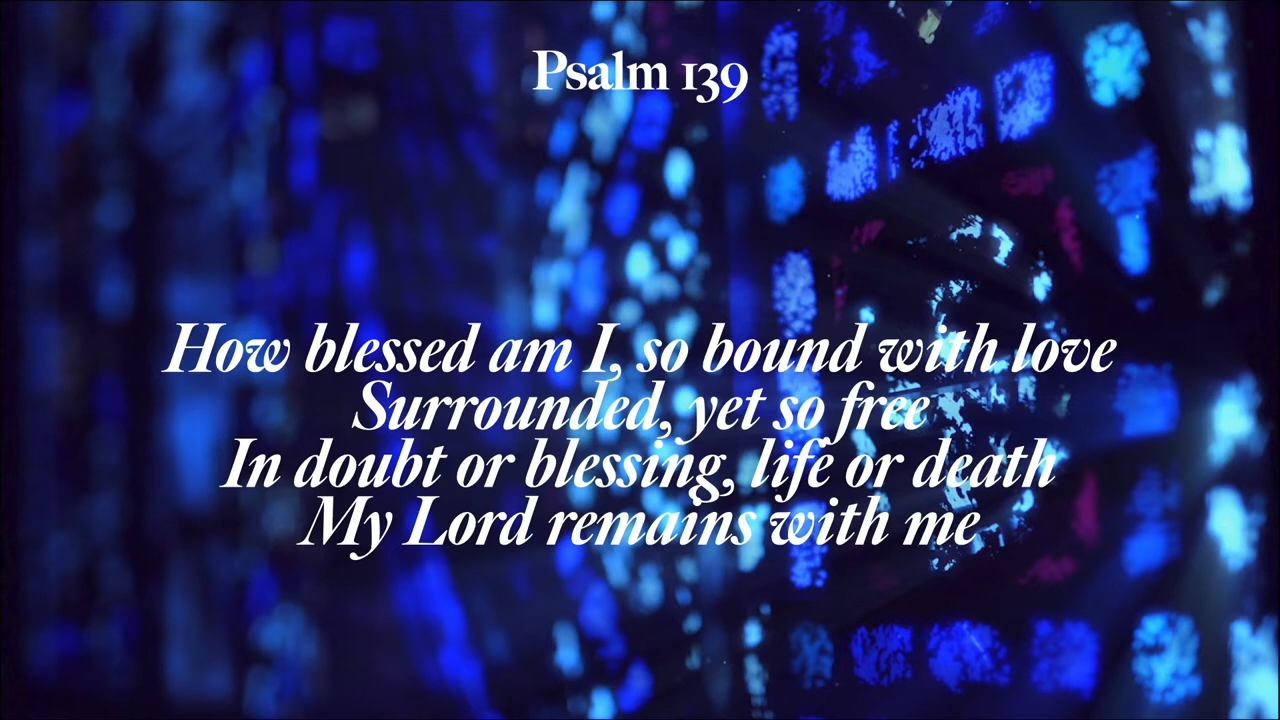 Psalm 139
How blessed am I, so bound with love
Surrounded, yet so free
In doubt or blessing, life or death
My Lord remains with me